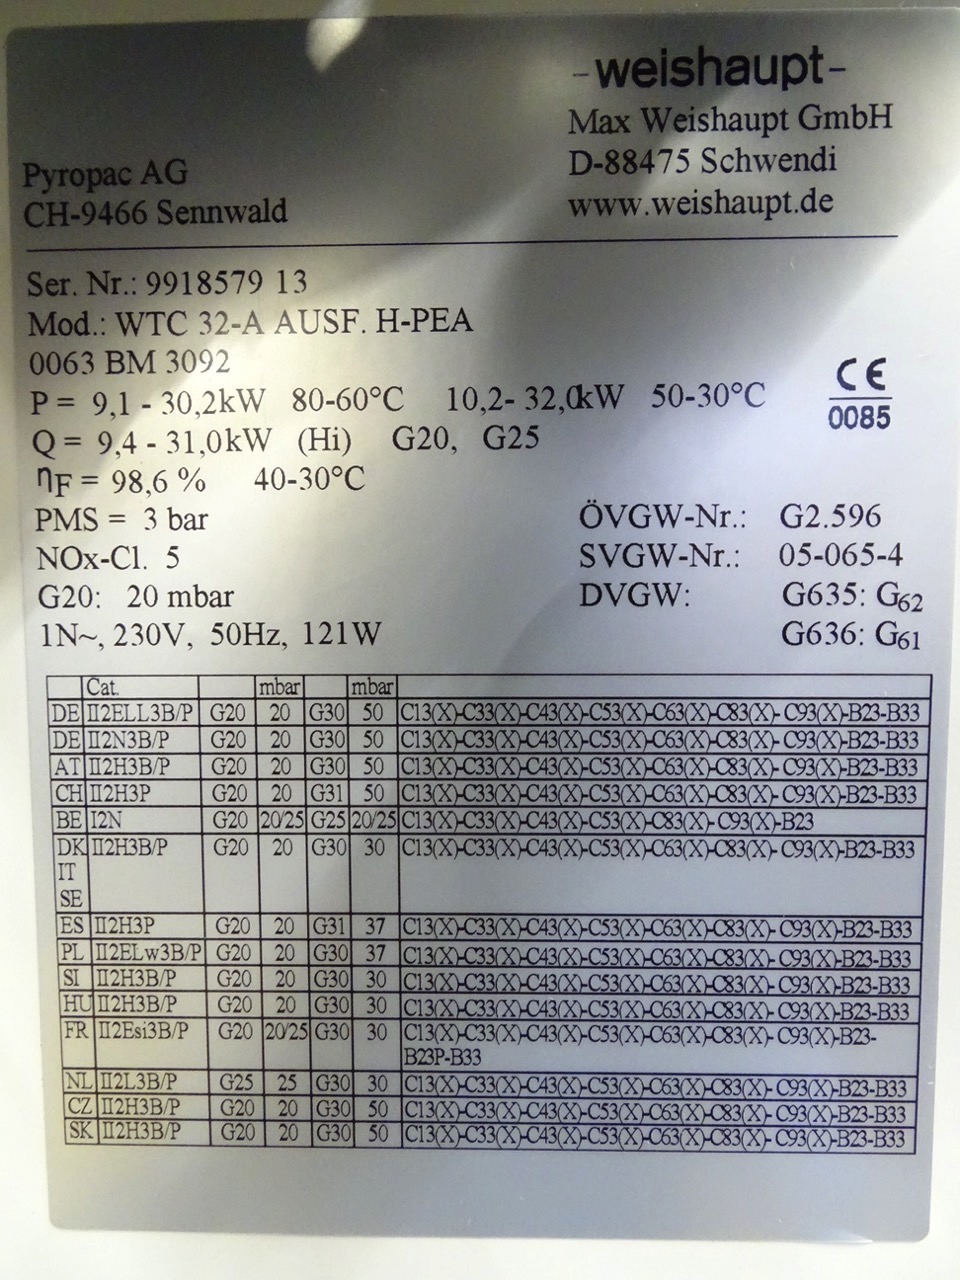 -weishaupt-
Max Weishaupt GmbH
D-88475 Schwendi
www.weishaupt.de
Pyropac AG
CH-9466 Sennwald
Ser. Nr.: 9918579 13
Mod.: WTC 32-A AUSF. H-PEA
0063 BM 3092
P = 9,1 - 30,2kW 80-60°C 10,2- 32,0kW 50-30°C
CE
0085
Q = 9,4 - 31,0kW (Hi) G20, G25
ηF = 98,6 % 40-30°C
PMS = 3 bar
NOx-Cl. 5
G20: 20 mbar
1N~, 230V, 50Hz, 121W
ÖVGW-Nr.: G2.596
SVGW-Nr.: 05-065-4
DVGW: G635: G62
G636: G61
Cat. mbar mbar
DE II2ELL3B/P G20 20 G30 50 C13(X)-C33(X)-C43(X)-C53(X)-C63(X)-C83(X)- C93(X)-B23-B33
DE II2N3B/P G20 20 G30 50 C13(X)-C33(X)-C43(X)-C53(X)-C63(X)-C83(X)- C93(X)-B23-B33
AT II2H3B/P G20 20 G30 50 C13(X)-C33(X)-C43(X)-C53(X)-C63(X)-C83(X)- C93(X)-B23-B33
CH II2H3P G20 20 G31 50 C13(X)-C33(X)-C43(X)-C53(X)-C63(X)-C83(X)- C93(X)-B23-B33
BE I2N G20 20/25 G25 20/25 C13(X)-C33(X)-C43(X)-C53(X)-C83(X)- C93(X)-B23
DK II2H3B/P G20 20 G30 30 C13(X)-C33(X)-C43(X)-C53(X)-C63(X)-C83(X)- C93(X)-B23-B33
IT
SE
ES II2H3P G20 20 G31 37 C13(X)-C33(X)-C43(X)-C53(X)-C63(X)-C83(X)- C93(X)-B23-B33
PL II2ELw3B/P G20 20 G30 37 C13(X)-C33(X)-C43(X)-C53(X)-C63(X)-C83(X)- C93(X)-B23-B33
SI II2H3B/P G20 20 G30 30 C13(X)-C33(X)-C43(X)-C53(X)-C63(X)-C83(X)- C93(X)-B23-B33
HU II2H3B/P G20 20 G30 30 C13(X)-C33(X)-C43(X)-C53(X)-C63(X)-C83(X)- C93(X)-B23-B33
FR II2Esi3B/P G20 20/25 G30 30 C13(X)-C33(X)-C43(X)-C53(X)-C63(X)-C83(X)- C93(X)-B23-
B23P-B33
NL II2L3B/P G25 25 G30 30 C13(X)-C33(X)-C43(X)-C53(X)-C63(X)-C83(X)- C93(X)-B23-B33
CZ II2H3B/P G20 20 G30 50 C13(X)-C33(X)-C43(X)-C53(X)-C63(X)-C83(X)- C93(X)-B23-B33
SK II2H3B/P G20 20 G30 50 C13(X)-C33(X)-C43(X)-C53(X)-C63(X)-C83(X)- C93(X)-B23-B33